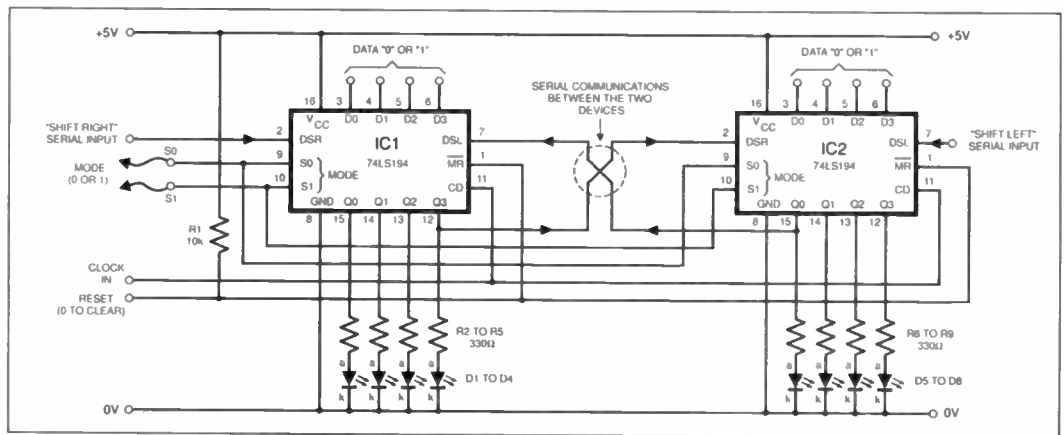 +5V
+5V
DATA "0" OR "1"
DATA "0" OR "1"
SERIAL COMMUNICATIONS
BETWEEN THE TWO
DEVICES
16 3 4 5 6
VCC D0 D1 D2 D3
"SHIFT RIGHT"
SERIAL INPUT
2 DSR IC1 DSL 7
9 S0 74LS194 MR 1
10 S1 } MODE CD 11
GND Q0 Q1 Q2 Q3
8 15 14 13 12
S0
MODE
(0 OR 1)
S1
16 3 4 5 6
VCC D0 D1 D2 D3
2 DSR IC2 DSL 7
9 S0 74LS194 MR 1
10 S1 } MODE CD 11
GND Q0 Q1 Q2 Q3
8 15 14 13 12
"SHIFT LEFT"
SERIAL INPUT
R1
10k
CLOCK
IN
RESET
(0 TO CLEAR)
R2 TO R5
330Ω
R6 TO R9
330Ω
a a a a
D1 TO D4
k k k k
a a a a
D5 TO D8
k k k k
0V
0V